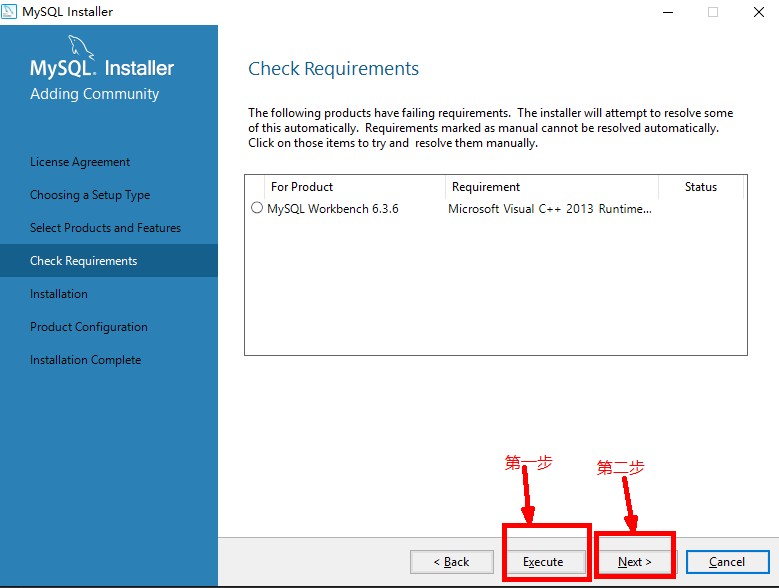 MySQL Installer
MySQL. Installer
Adding Community
License Agreement
Choosing a Setup Type
Select Products and Features
Check Requirements
Installation
Product Configuration
Installation Complete
Check Requirements
The following products have failing requirements. The installer will attempt to resolve some
of this automatically. Requirements marked as manual cannot be resolved automatically.
Click on those items to try and resolve them manually.
For Product Requirement Status
MySQL Workbench 6.3.6 Microsoft Visual C++ 2013 Runtime...
第一步 第二步
< Back Execute Next > Cancel